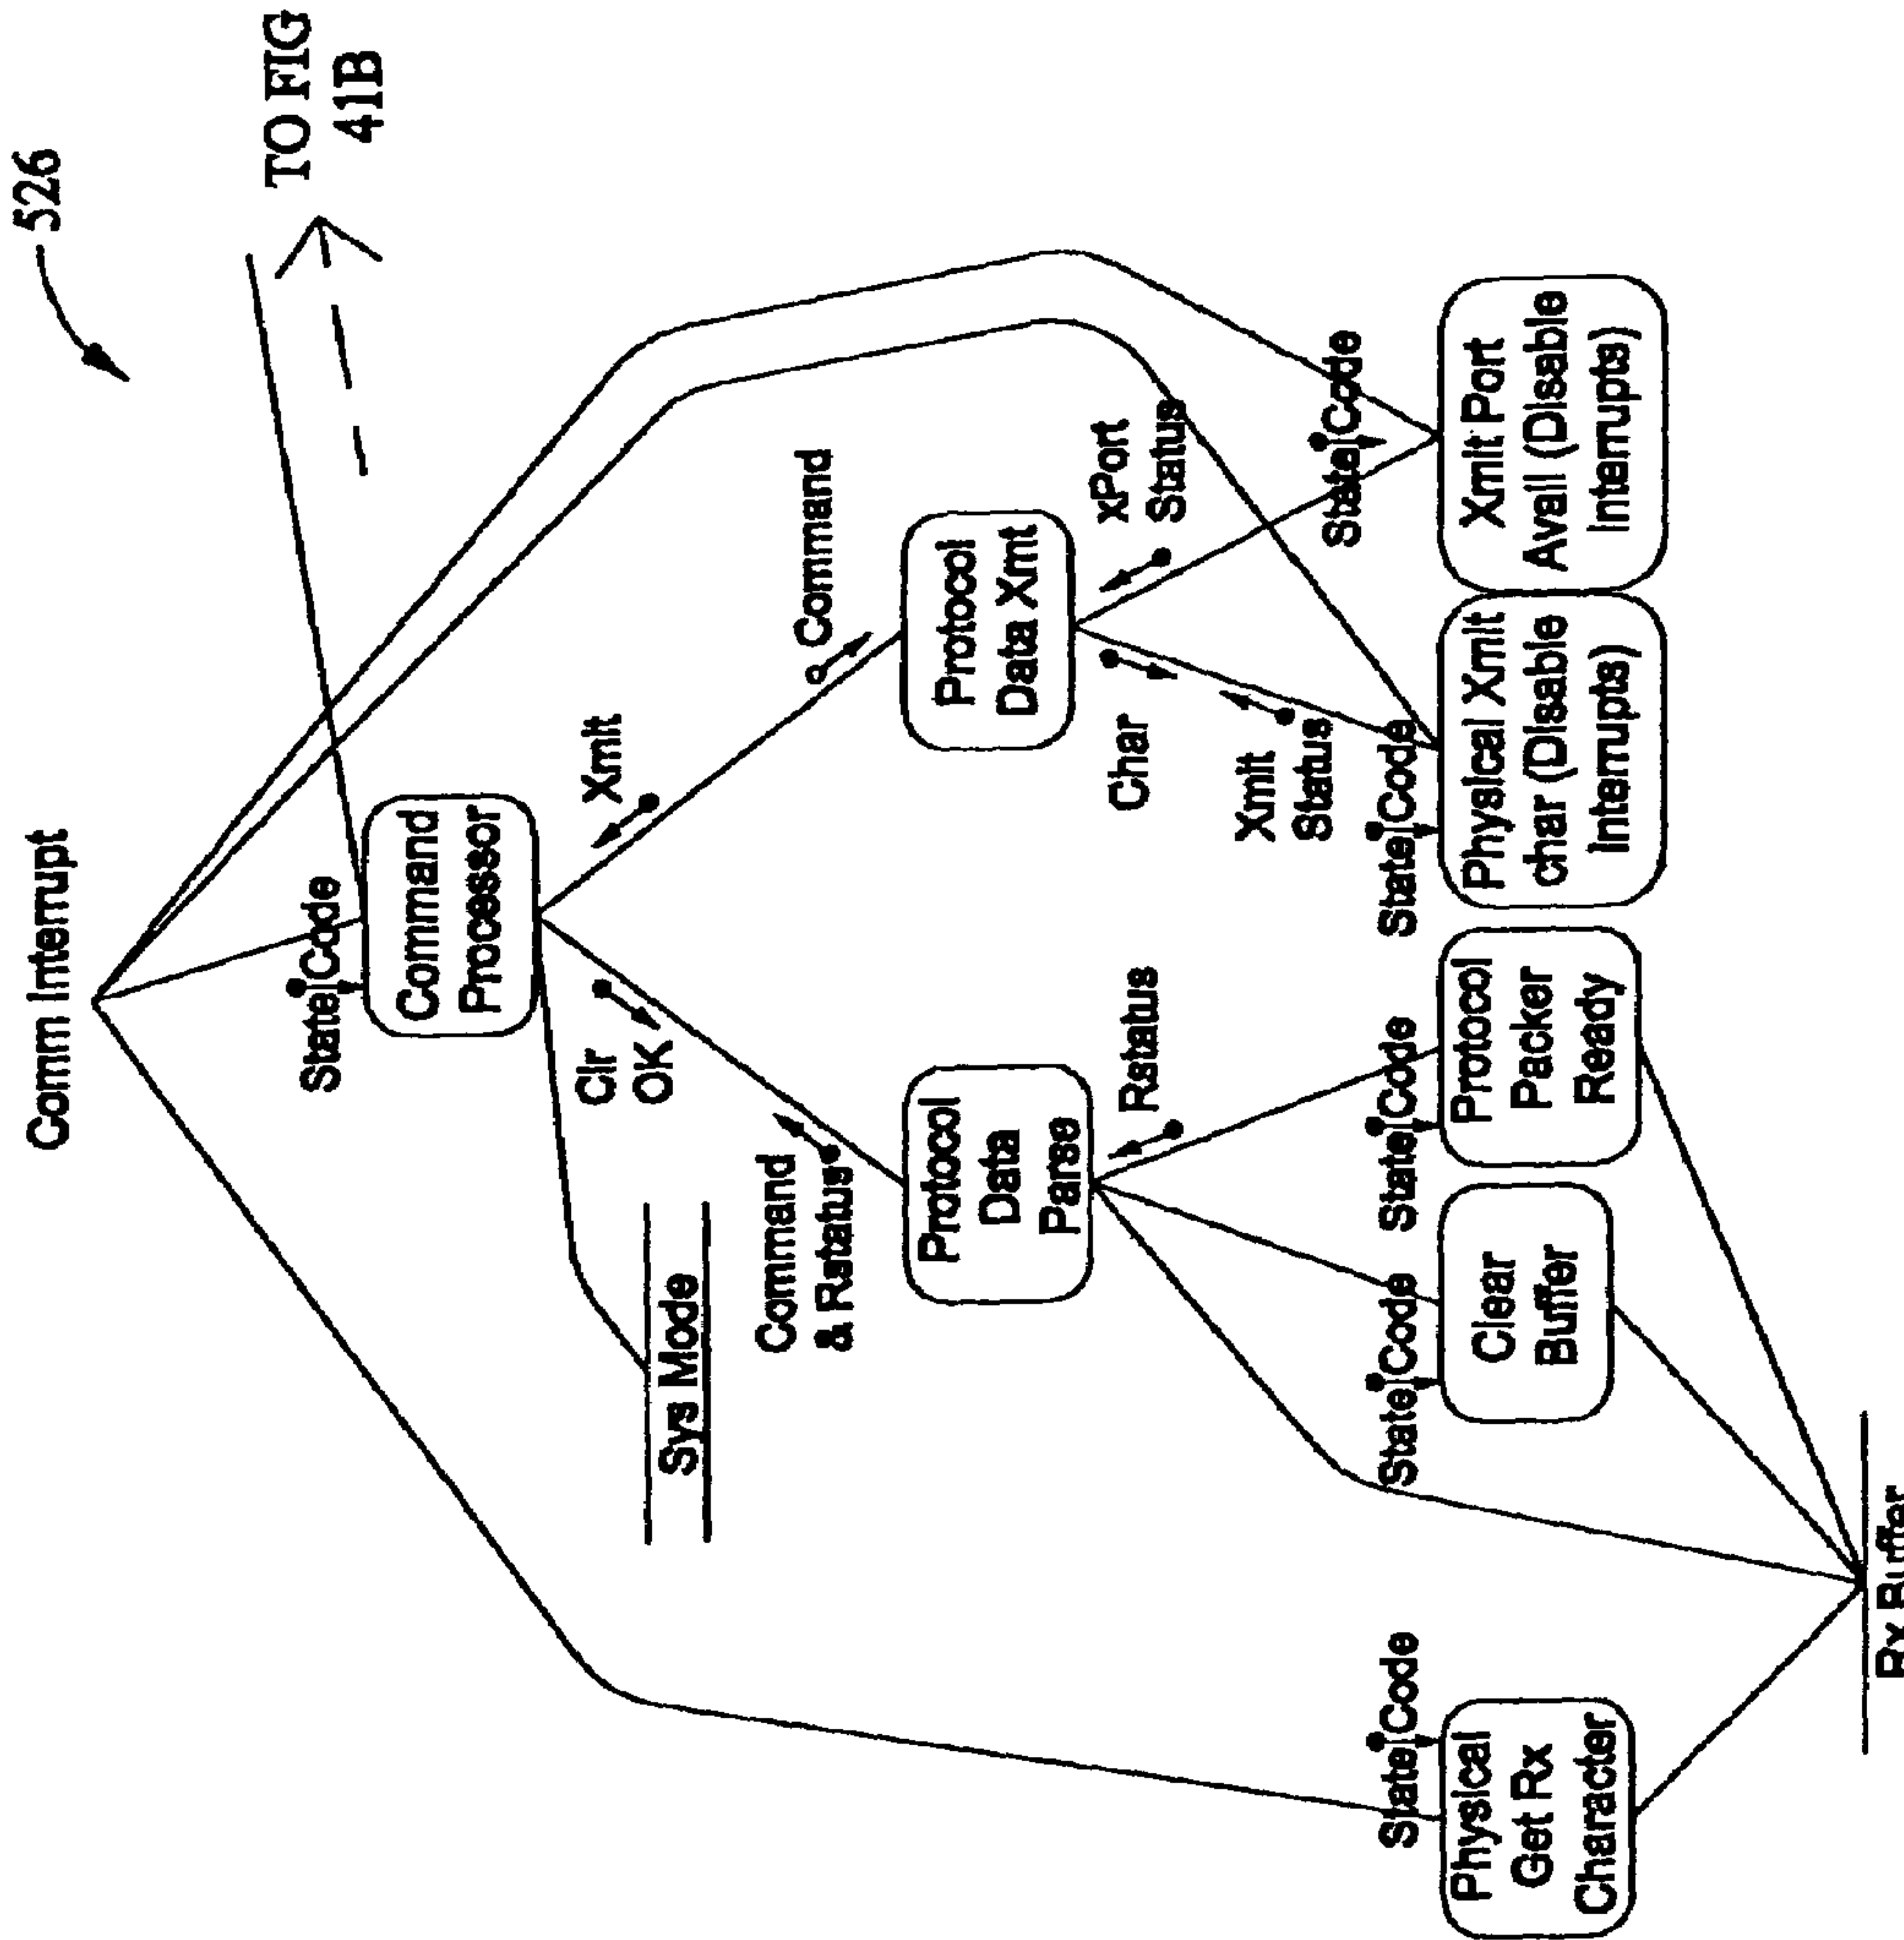 526
TO FIG
41B
Comm Interrupt
State Code
Command
Processor
Xmit
Clr
OK
Sys Mode
Command
Command
& Rstatus
Protocol
Data
Parse
Protocol
Data Xmt
Rstatus
Char
Xmit
Status
xPort
Status
State Code
State Code
State Code
State Code
State Code
Physical
Get Rx
Character
Clear
Buffer
Protocol
Packer
Ready
Physical Xmit
char (Disable
Interrupts)
Xmit Port
Avail (Disable
Interrupts)
Rx Buffer